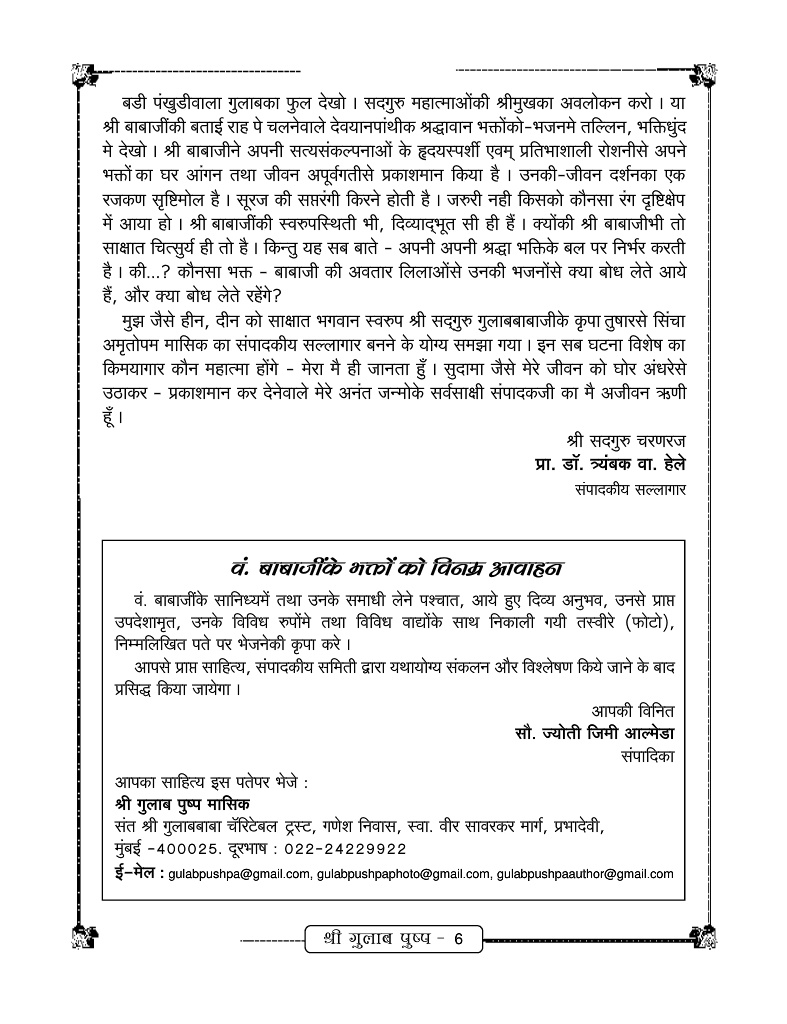 बडी पंखुडीवाला गुलाबका फुल देखो । सदगुरु महात्माओंकी श्रीमुखका अवलोकन करो । या
श्री बाबाजींकी बताई राह पे चलनेवाले देवयानपांथीक श्रद्धावान भक्तोंको-भजनमे तल्लिन, भक्तिधुंद
मे देखो । श्री बाबाजीने अपनी सत्यसंकल्पनाओं के हृदयस्पर्शी एवम् प्रतिभाशाली रोशनीसे अपने
भक्तों का घर आंगन तथा जीवन अपूर्वगतीसे प्रकाशमान किया है । उनकी-जीवन दर्शनका एक
रजकण सृष्टिमोल है । सूरज की सप्तरंगी किरने होती है । जरुरी नही किसको कौनसा रंग दृष्टिक्षेप
में आया हो । श्री बाबाजींकी स्वरुपस्थिती भी, दिव्याद्भूत सी ही हैं । क्योंकी श्री बाबाजीभी तो
साक्षात चित्सुर्य ही तो है । किन्तु यह सब बाते - अपनी अपनी श्रद्धा भक्तिके बल पर निर्भर करती
है । की...? कौनसा भक्त - बाबाजी की अवतार लिलाओंसे उनकी भजनोंसे क्या बोध लेते आये
हैं, और क्या बोध लेते रहेंगे?
मुझ जैसे हीन, दीन को साक्षात भगवान स्वरुप श्री सद्गुरु गुलाबबाबाजीके कृपा तुषारसे सिंचा
अमृतोपम मासिक का संपादकीय सल्लागार बनने के योग्य समझा गया । इन सब घटना विशेष का
किमयागार कौन महात्मा होंगे - मेरा मै ही जानता हुँ । सुदामा जैसे मेरे जीवन को घोर अंधरेसे
उठाकर - प्रकाशमान कर देनेवाले मेरे अनंत जन्मोके सर्वसाक्षी संपादकजी का मै अजीवन ऋणी
हूँ ।
श्री सदगुरु चरणरज
प्रा. डॉ. त्र्यंबक वा. हेले
संपादकीय सल्लागार
वं. बाबाजींके भक्तों को विनम्र आवाहन
वं. बाबाजींके सानिध्यमें तथा उनके समाधी लेने पश्चात, आये हुए दिव्य अनुभव, उनसे प्राप्त
उपदेशामृत, उनके विविध रुपोंमे तथा विविध वाद्योंके साथ निकाली गयी तस्वीरे (फोटो),
निम्मलिखित पते पर भेजनेकी कृपा करे ।
आपसे प्राप्त साहित्य, संपादकीय समिती द्वारा यथायोग्य संकलन और विश्लेषण किये जाने के बाद
प्रसिद्ध किया जायेगा ।
आपकी विनित
सौ. ज्योती जिमी आल्मेडा
संपादिका
आपका साहित्य इस पतेपर भेजे :
श्री गुलाब पुष्प मासिक
संत श्री गुलाबबाबा चॅरिटेबल ट्रस्ट, गणेश निवास, स्वा. वीर सावरकर मार्ग, प्रभादेवी,
मुंबई -400025. दूरभाष : 022-24229922
ई-मेल : gulabpushpa@gmail.com, gulabpushpaphoto@gmail.com, gulabpushpaauthor@gmail.com
श्री गुलाब पुष्प - 6